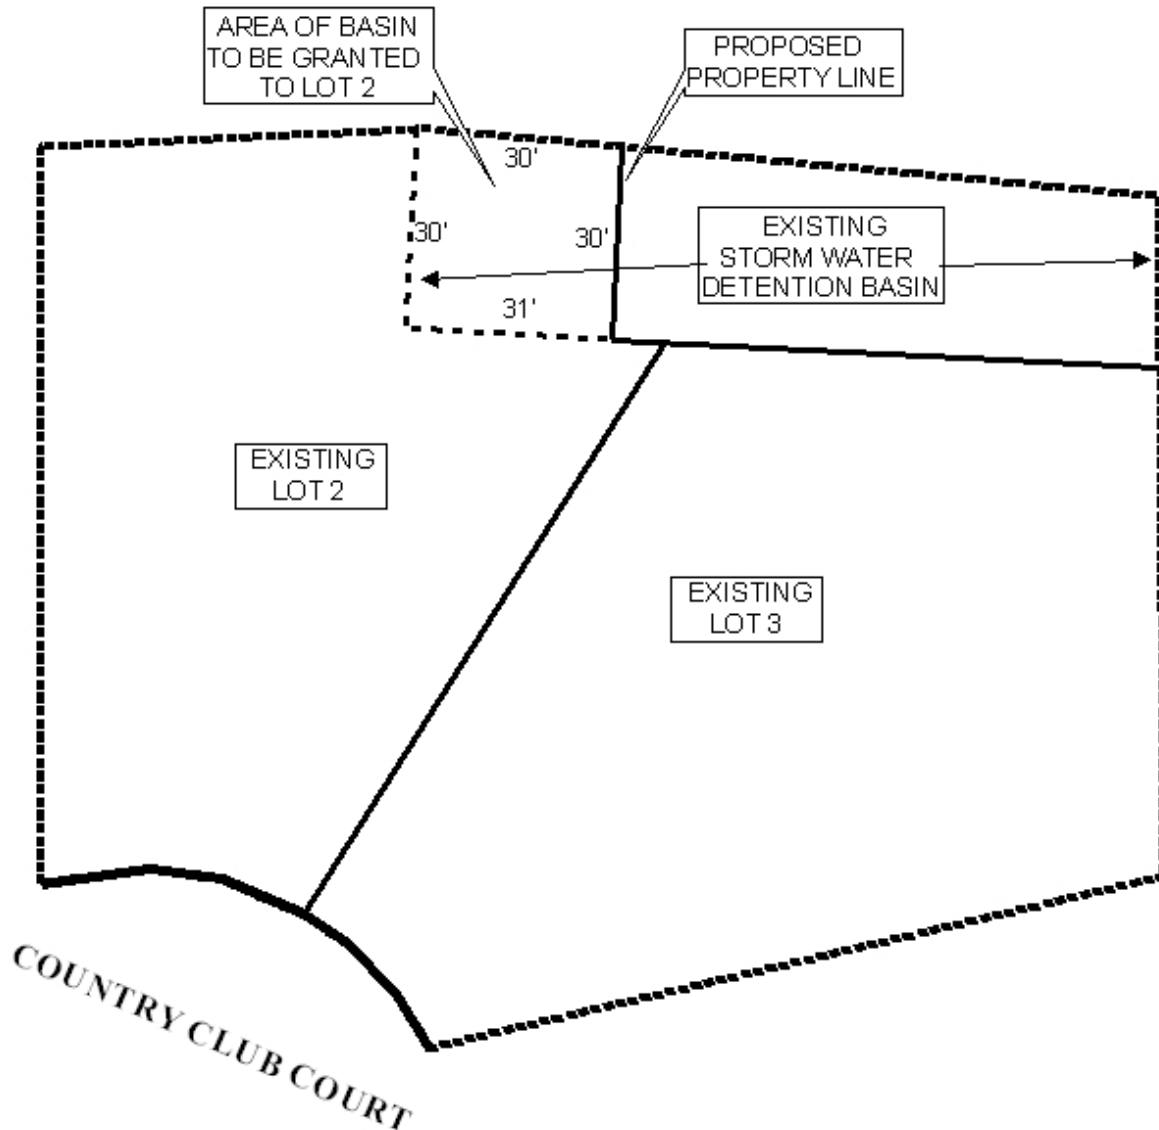 AREA OF BASIN
TO BE GRANTED
TO LOT 2
PROPOSED
PROPERTY LINE
30'
30'
30'
31'
EXISTING
STORM WATER
DETENTION BASIN
EXISTING
LOT 2
EXISTING
LOT 3
COUNTRY CLUB COURT